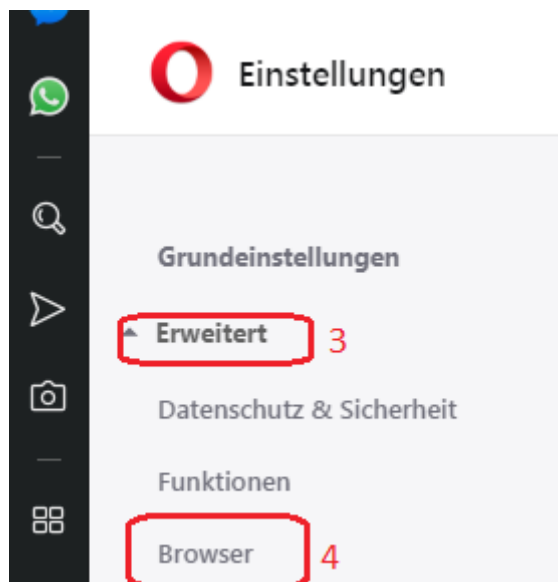 Einstellungen
Grundeinstellungen
Erweitert 3
Datenschutz & Sicherheit
Funktionen
Browser 4